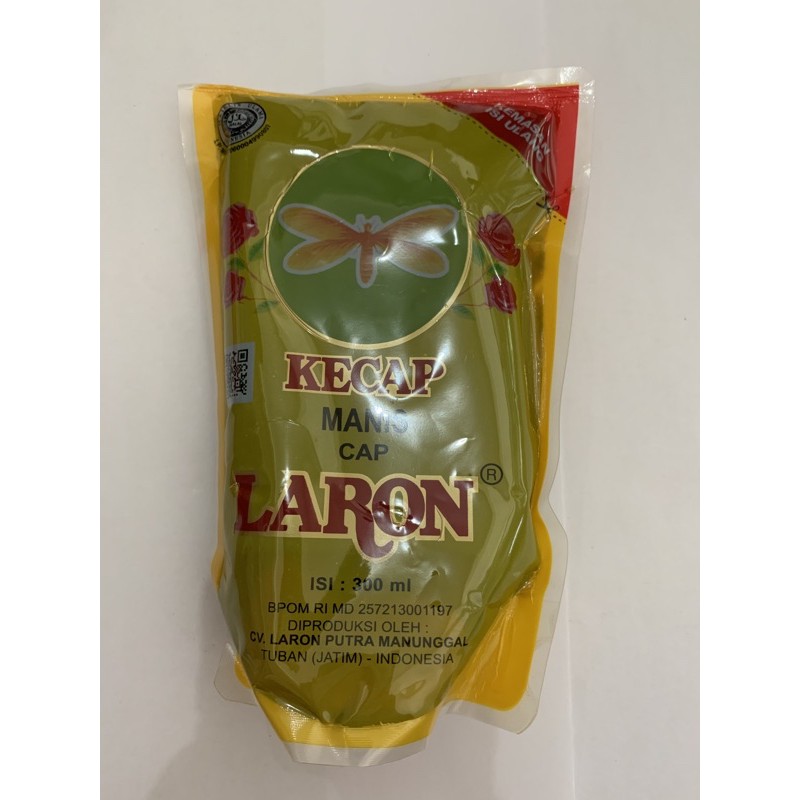 KEMASAN
ISI ULANG
KECAP
MANIS
CAP
LARON®
ISI : 300 ml
BPOM RI MD 257213001197
DIPRODUKSI OLEH :
CV. LARON PUTRA MANUNGGAL
TUBAN (JATIM) - INDONESIA